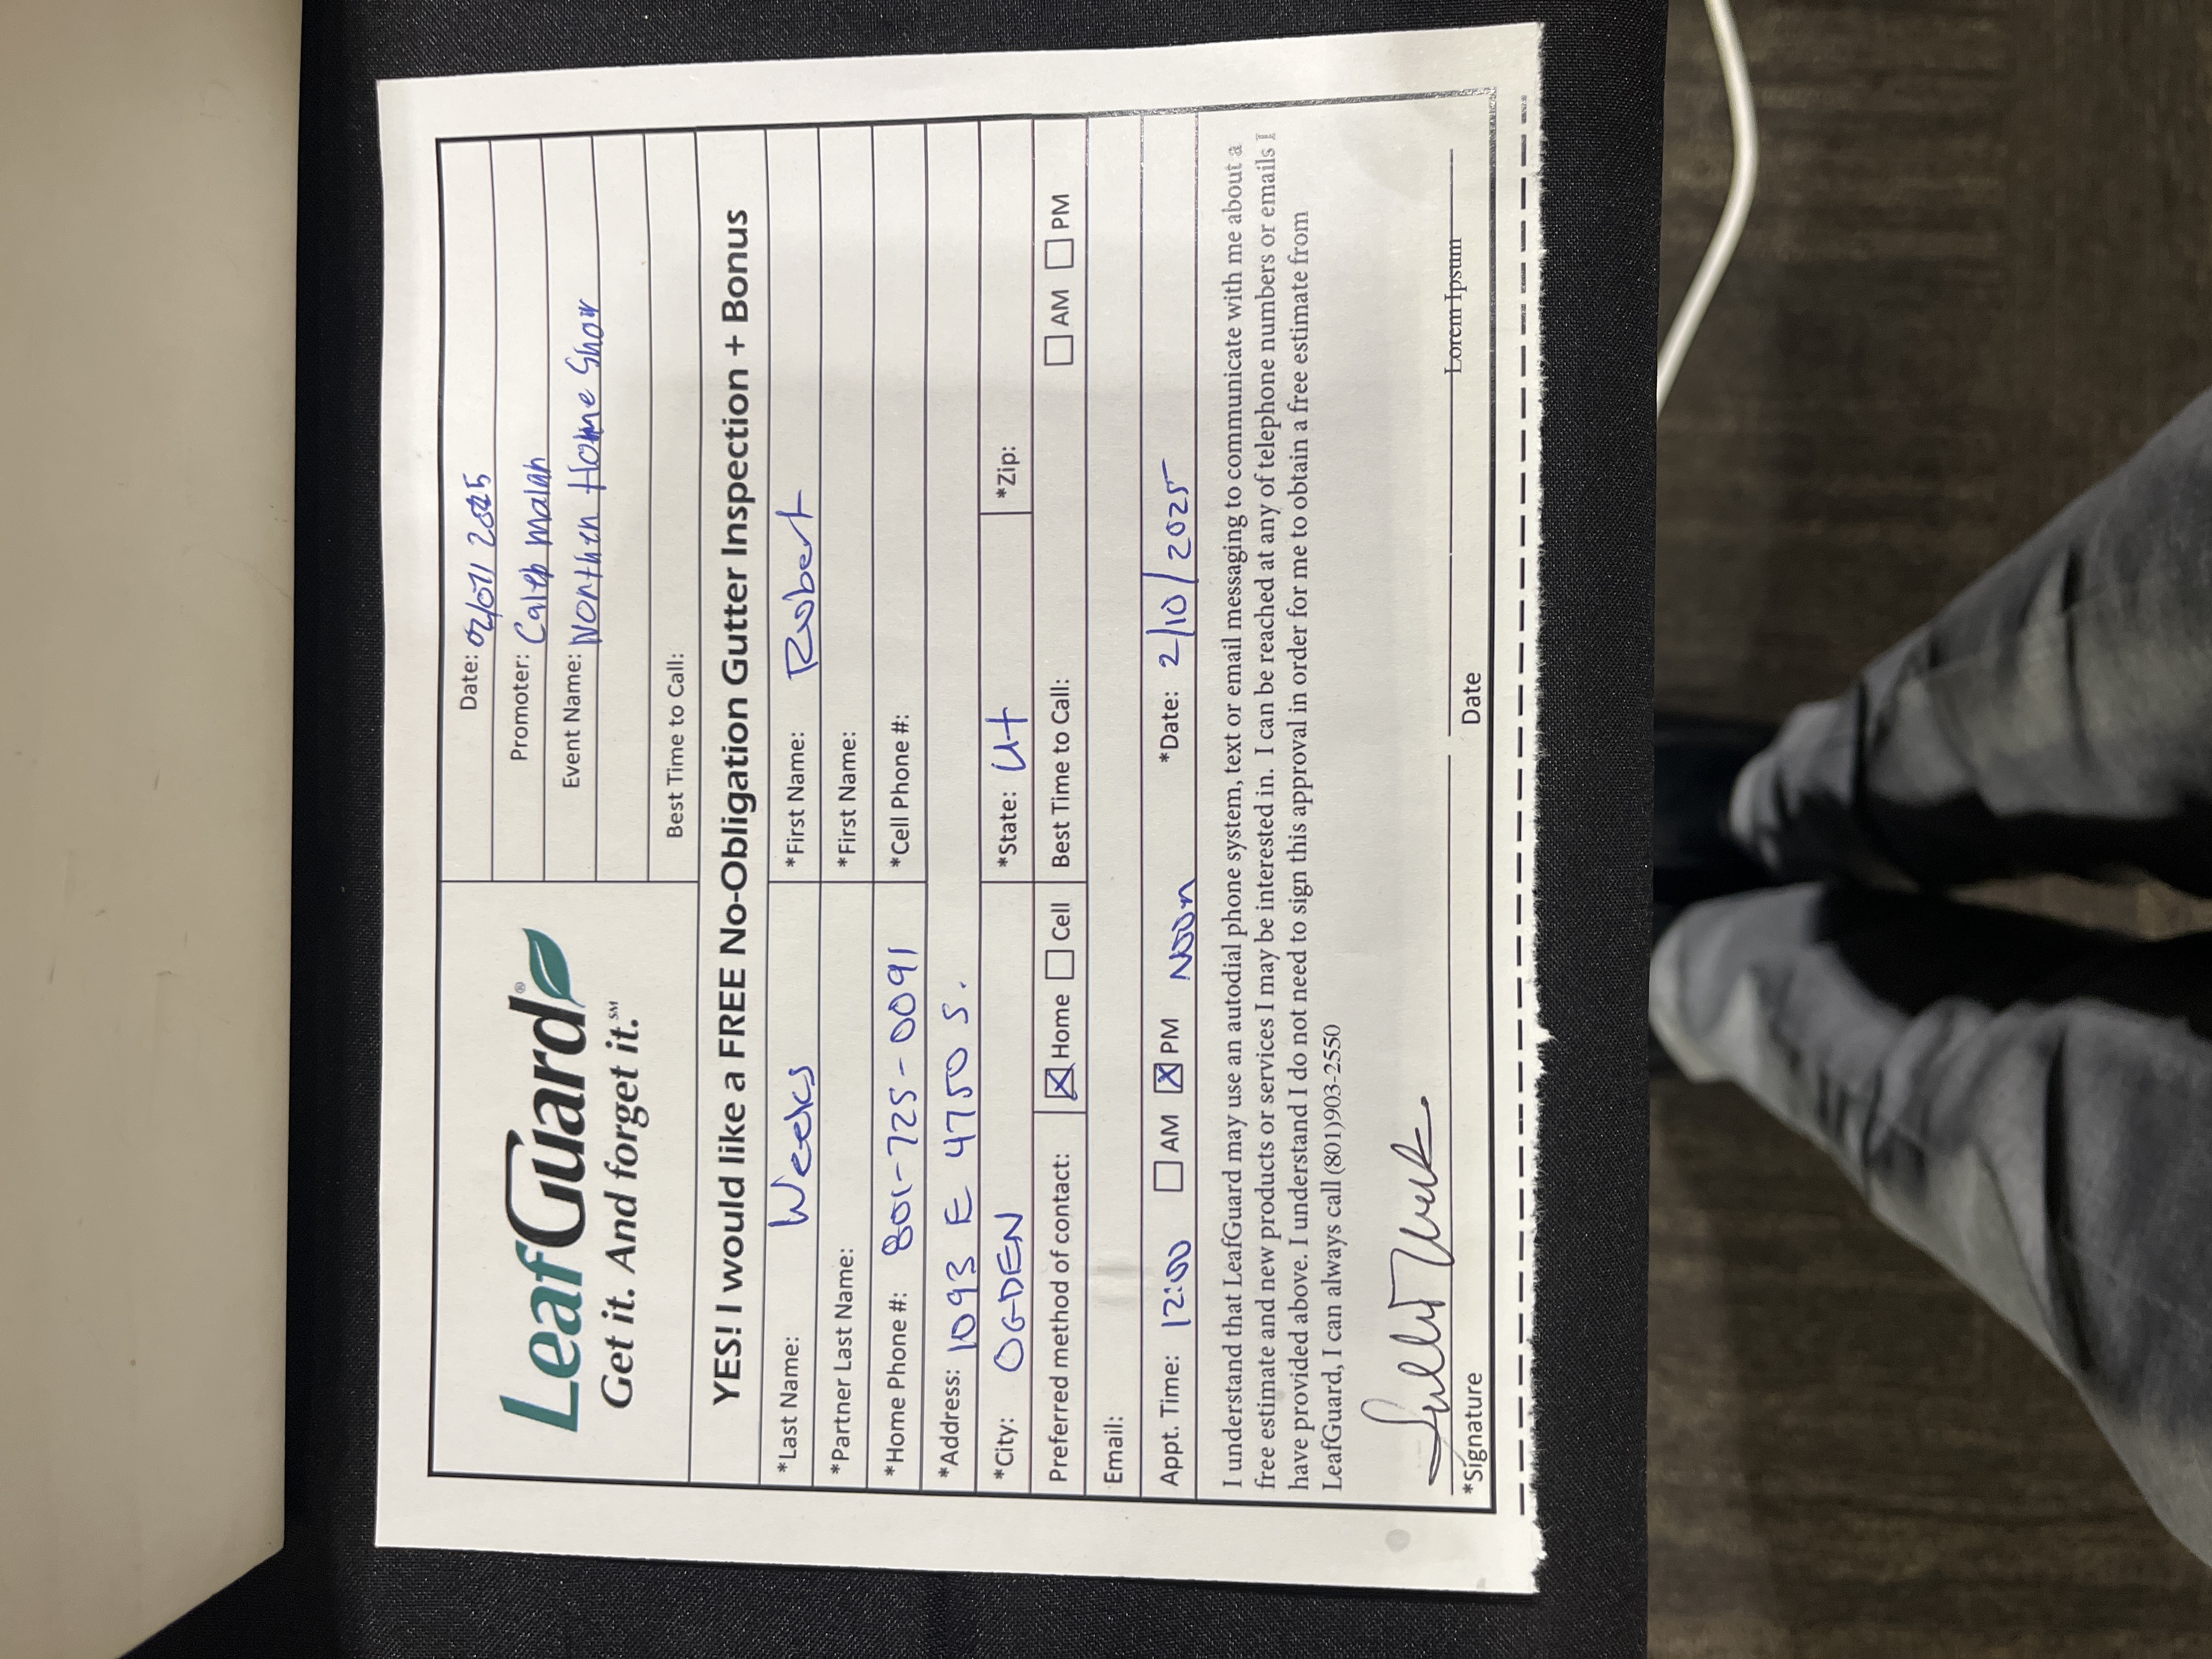 LeafGuard®
Get it. And forget it.℠
Date: 02/07/2025
Promoter: Caleb Malan
Event Name: Northen Home Show
Best Time to Call:
YES! I would like a FREE No-Obligation Gutter Inspection + Bonus
*Last Name: Weeks *First Name: Robert
*Partner Last Name: *First Name:
*Home Phone #: 801-725-0091 *Cell Phone #:
*Address: 1093 E 4750 S.
*City: OGDEN *State: Ut *Zip:
Preferred method of contact: ☒ Home ☐ Cell Best Time to Call: ☐ AM ☐ PM
Email:
Appt. Time: 12:00 ☐ AM ☒ PM Noon *Date: 2/10/2025
I understand that LeafGuard may use an autodial phone system, text or email messaging to communicate with me about a
free estimate and new products or services I may be interested in. I can be reached at any of telephone numbers or emails I
have provided above. I understand I do not need to sign this approval in order for me to obtain a free estimate from
LeafGuard, I can always call (801)903-2550
Lorem Ipsum
*Signature Date